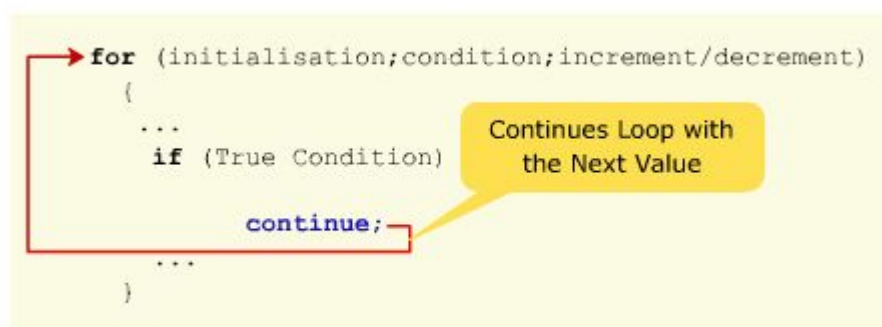 for (initialisation;condition;increment/decrement)
{
...
if (True Condition)
Continues Loop with
the Next Value
continue;
...
}